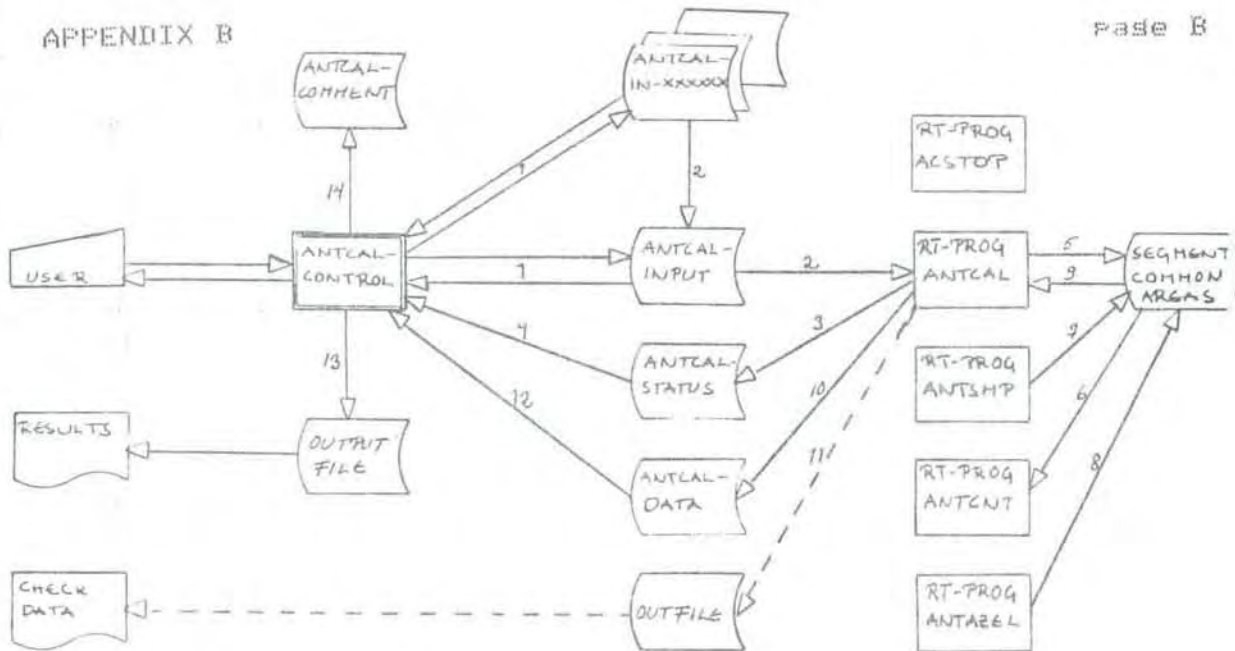 APPENDIX B
page B
ANTCAL-
COMMENT
ANTCAL-
IN-XXXXXX
RT-PROG
ACSTOP
14
1
2
USER
ANTCAL-
CONTROL
1
ANTCAL-
INPUT
2
RT-PROG
ANTCAL
5
9
SEGMENT
COMMON
AREAS
13
4
ANTCAL-
STATUS
3
RT-PROG
ANTSMP
7
12
10
6
RESULTS
OUTPUT
FILE
11
8
ANTCAL-
DATA
RT-PROG
ANTCNT
CHECK
DATA
OUTFILE
RT-PROG
ANTAZEL